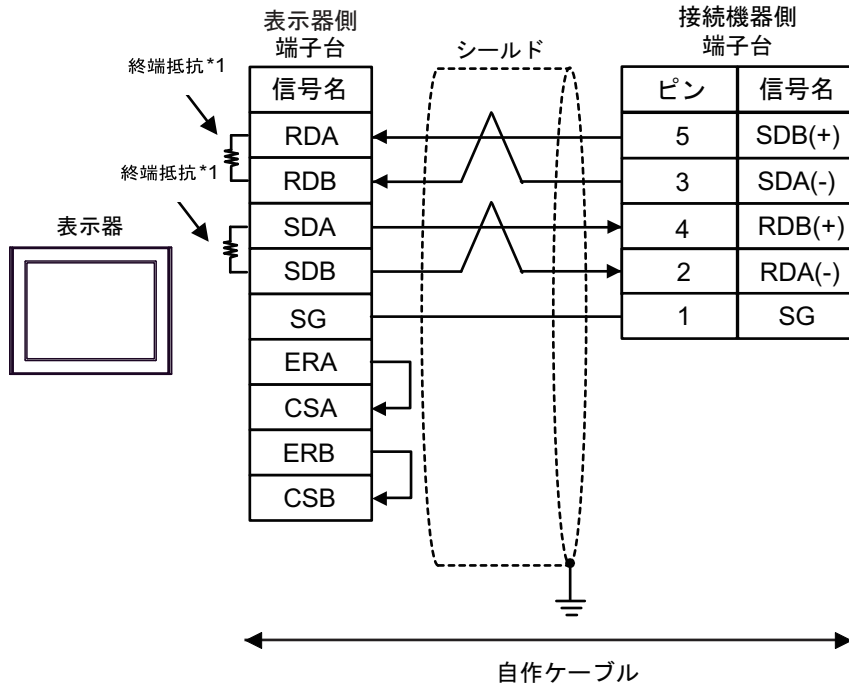 表示器側
端子台
シールド
接続機器側
端子台
終端抵抗*1
終端抵抗*1
表示器
信号名
RDA
RDB
SDA
SDB
SG
ERA
CSA
ERB
CSB
ピン 信号名
5 SDB(+)
3 SDA(-)
4 RDB(+)
2 RDA(-)
1 SG
自作ケーブル